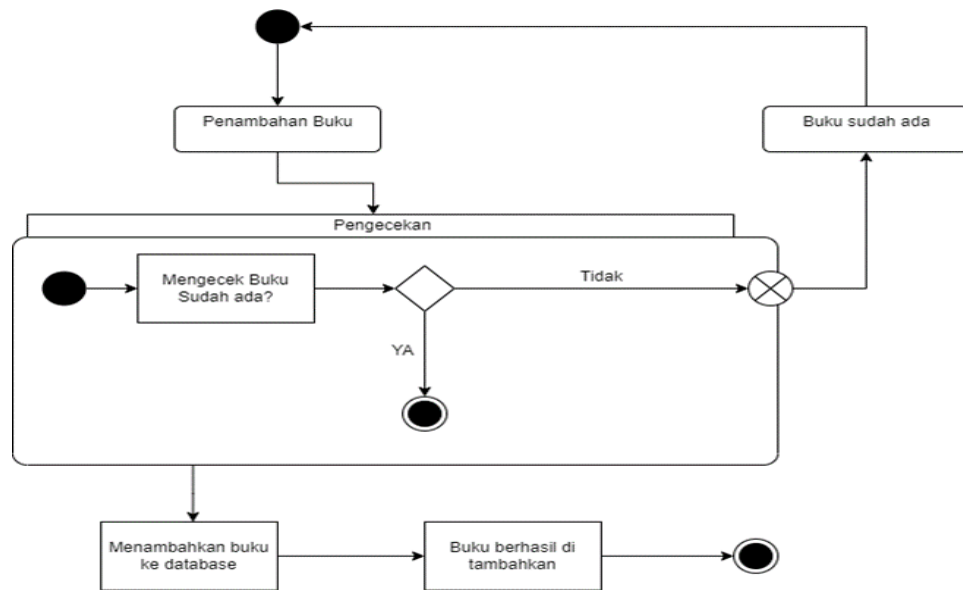 Penambahan Buku
Buku sudah ada
Pengecekan
Mengecek Buku
Sudah ada?
Tidak
YA
Menambahkan buku
ke database
Buku berhasil di
tambahkan